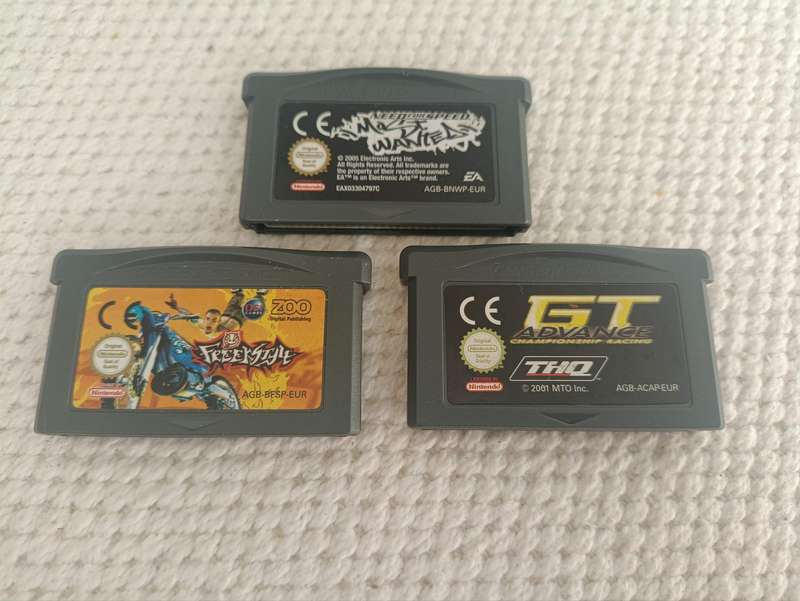 CE
NEED FOR SPEED
MOST
WANTED
Original
Nintendo
Seal of
Quality
© 2005 Electronic Arts Inc.
All Rights Reserved. All trademarks are
the property of their respective owners.
EA™ is an Electronic Arts™ brand.
Nintendo
EAX03304797C
AGB-BNWP-EUR
EA
CE
ZOO
Digital Publishing
Original
Nintendo
Seal of
Quality
FREEKSTYLE
Nintendo
AGB-BFSP-EUR
CE
GT
ADVANCE
CHAMPIONSHIP RACING
Original
Nintendo
Seal of
Quality
THQ
Nintendo
© 2001 MTO Inc.
AGB-ACAP-EUR